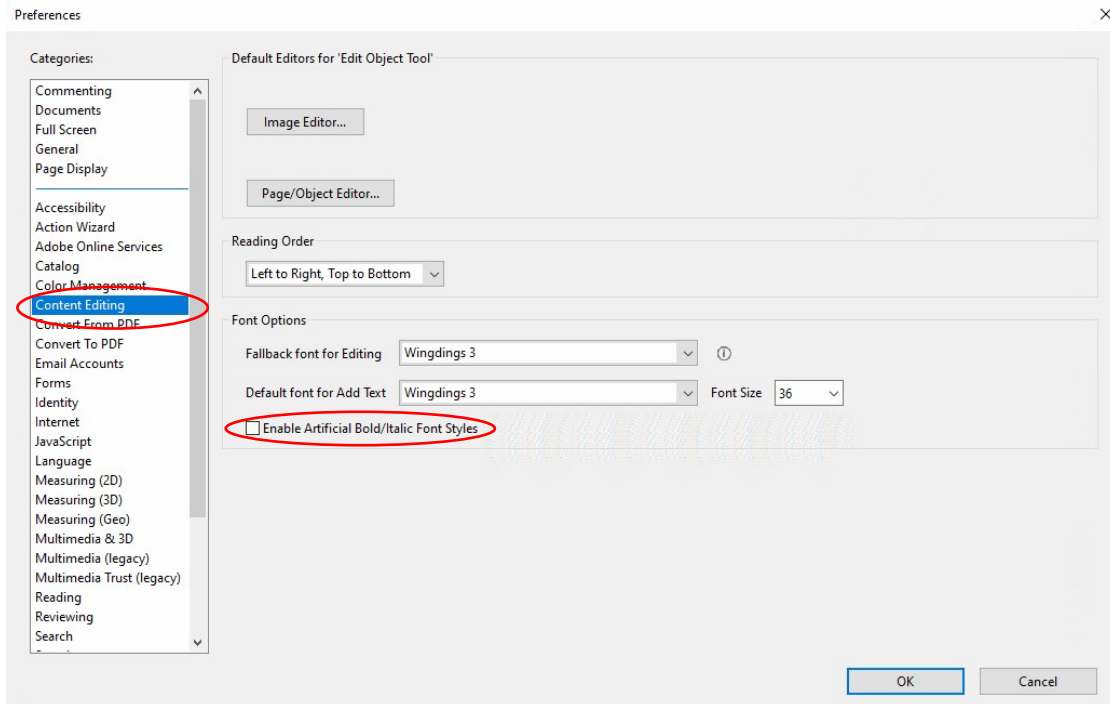 Preferences
Categories:
Commenting
Documents
Full Screen
General
Page Display
Accessibility
Action Wizard
Adobe Online Services
Catalog
Color Management
Content Editing
Convert From PDF
Convert To PDF
Email Accounts
Forms
Identity
Internet
JavaScript
Language
Measuring (2D)
Measuring (3D)
Measuring (Geo)
Multimedia & 3D
Multimedia (legacy)
Multimedia Trust (legacy)
Reading
Reviewing
Search
Default Editors for 'Edit Object Tool'
Image Editor...
Page/Object Editor...
Reading Order
Left to Right, Top to Bottom
Font Options
Fallback font for Editing Wingdings 3
Default font for Add Text Wingdings 3 Font Size 36
Enable Artificial Bold/Italic Font Styles
OK Cancel